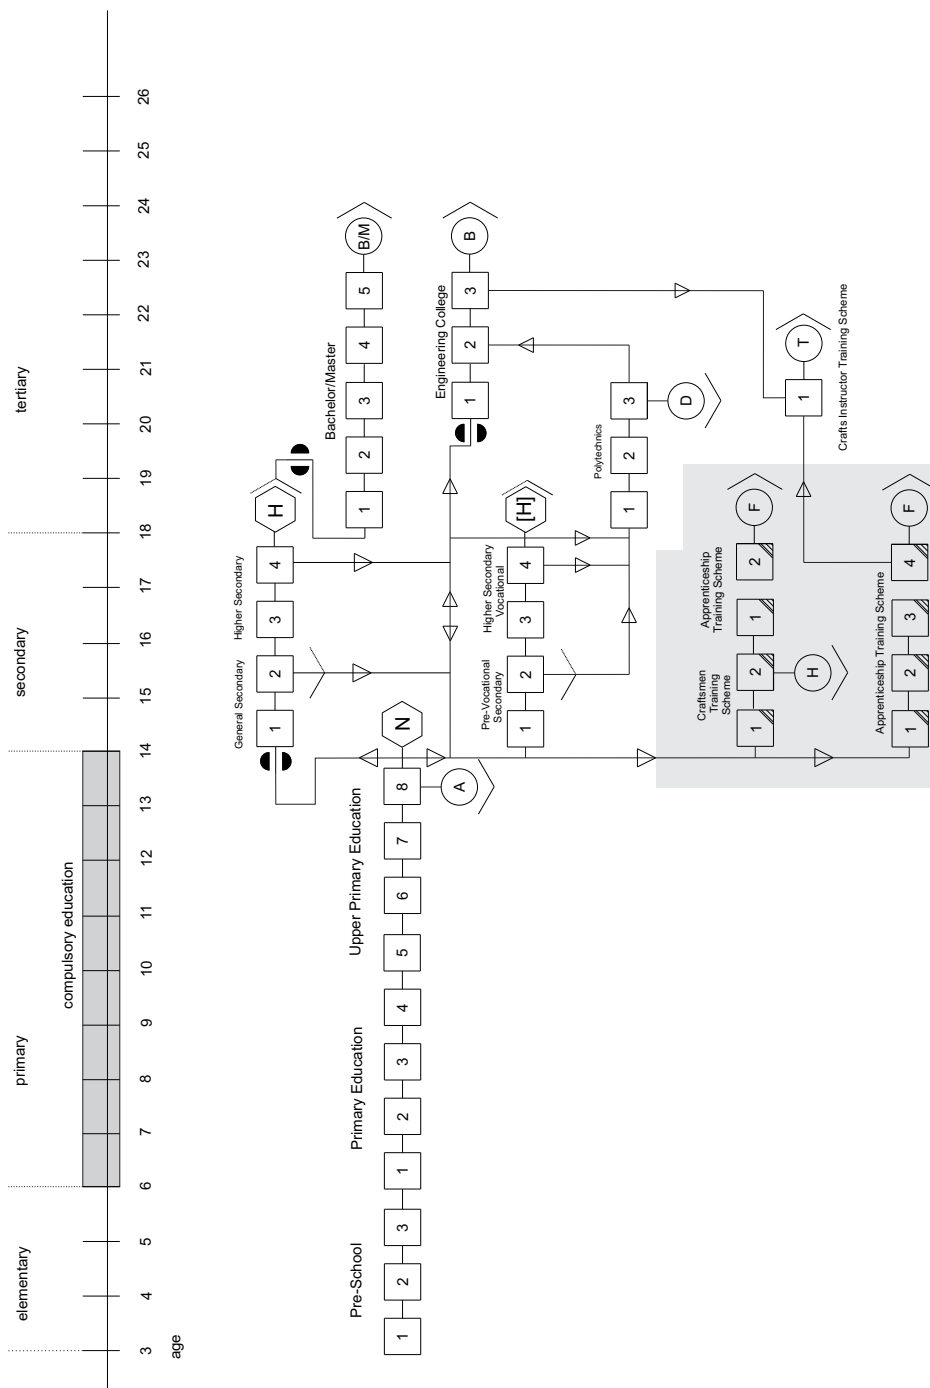 elementary
primary
secondary
tertiary
compulsory education
3
4
5
6
7
8
9
10
11
12
13
14
15
16
17
18
19
20
21
22
23
24
25
26
age
General Secondary
Higher Secondary
1
2
3
4
H
Bachelor/Master
1
2
3
4
5
B/M
Pre-School
Primary Education
Upper Primary Education
1
2
3
1
2
3
4
5
6
7
8
N
A
Engineering College
1
2
3
B
Pre-Vocational
Secondary
Higher Secondary
Vocational
1
2
3
4
[H]
Polytechnics
1
2
3
D
Craftsmen
Training
Scheme
Apprenticeship
Training Scheme
1
2
1
2
F
H
Crafts Instructor Training Scheme
1
T
Apprenticeship Training Scheme
1
2
3
4
F